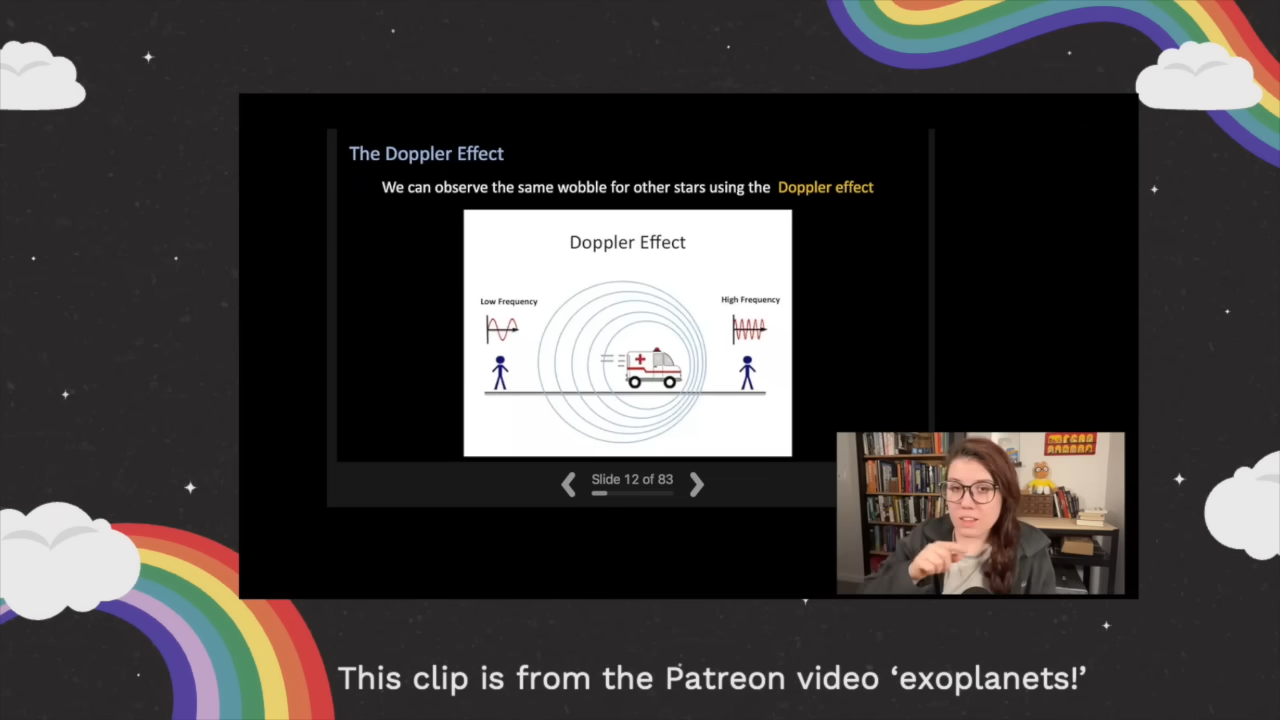 The Doppler Effect
We can observe the same wobble for other stars using the Doppler effect
Doppler Effect
Low Frequency
High Frequency
Slide 12 of 83
This clip is from the Patreon video ‘exoplanets!’